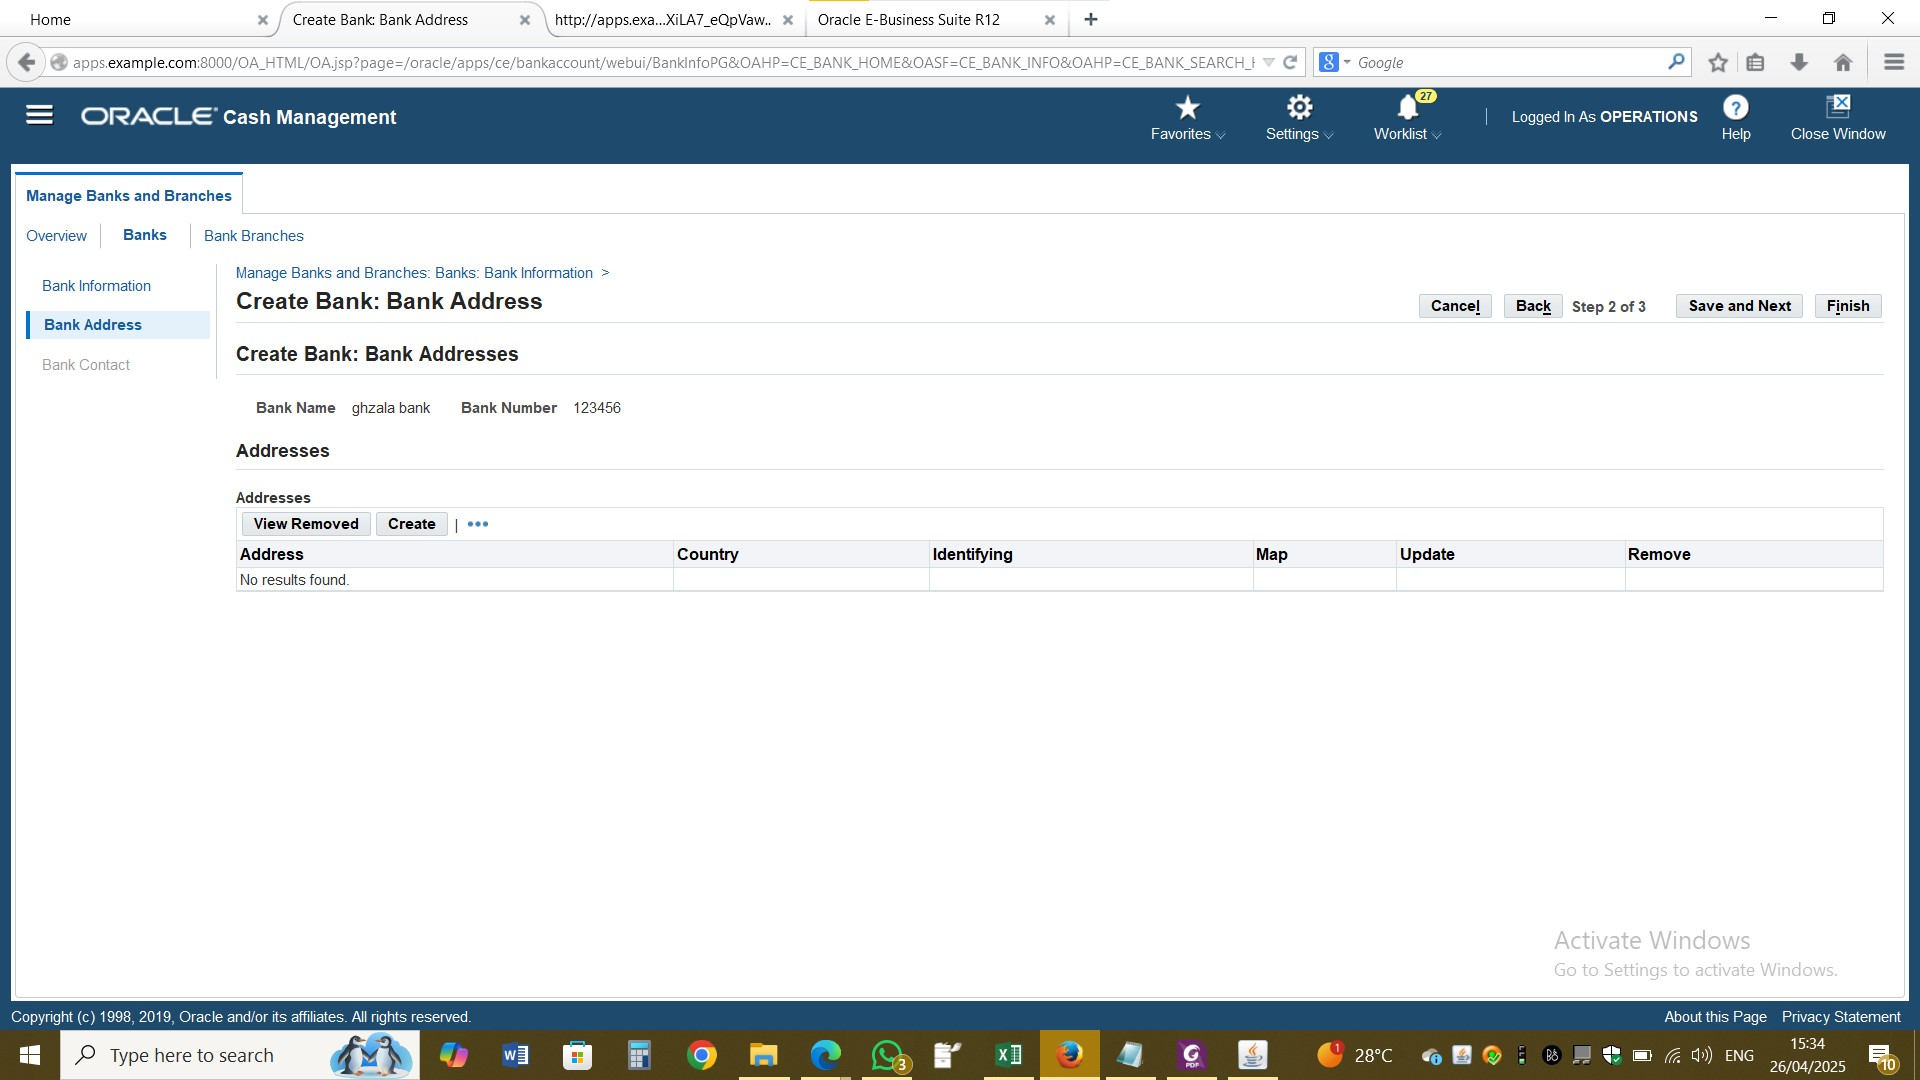 Home
Create Bank: Bank Address
http://apps.exa...XiLA7_eQpVaw..
Oracle E-Business Suite R12
apps.example.com:8000/OA_HTML/OA.jsp?page=/oracle/apps/ce/bankaccount/webui/BankInfoPG&OAHP=CE_BANK_HOME&OASF=CE_BANK_INFO&OAHP=CE_BANK_SEARCH_
Google
ORACLE Cash Management
Favorites
Settings
27
Worklist
Logged In As OPERATIONS
Help
Close Window
Manage Banks and Branches
Overview
Banks
Bank Branches
Bank Information
Bank Address
Bank Contact
Manage Banks and Branches: Banks: Bank Information >
Create Bank: Bank Address
Cancel
Back
Step 2 of 3
Save and Next
Finish
Create Bank: Bank Addresses
Bank Name ghzala bank Bank Number 123456
Addresses
Addresses
View Removed Create | •••
Address Country Identifying Map Update Remove
No results found.
Activate Windows
Go to Settings to activate Windows.
Copyright (c) 1998, 2019, Oracle and/or its affiliates. All rights reserved.
About this Page Privacy Statement
Type here to search
3
1
28°C
ENG
15:34
26/04/2025
10